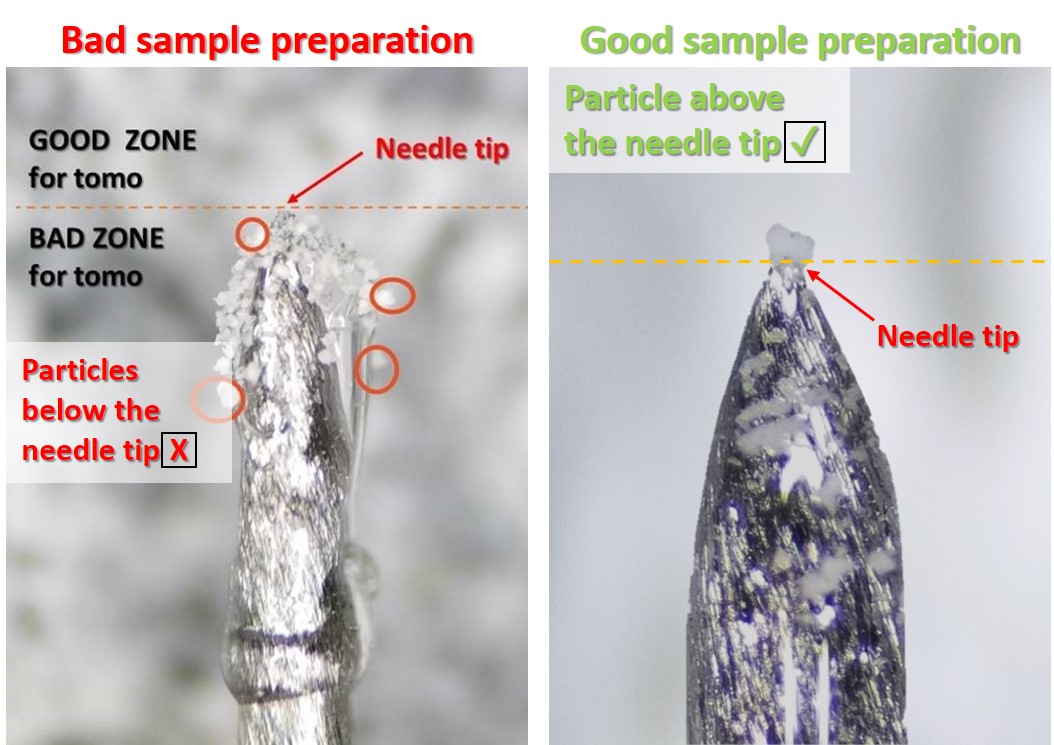 Bad sample preparation
GOOD ZONE
for tomo
Needle tip
BAD ZONE
for tomo
Particles
below the
needle tip X
Good sample preparation
Particle above
the needle tip ✓
Needle tip